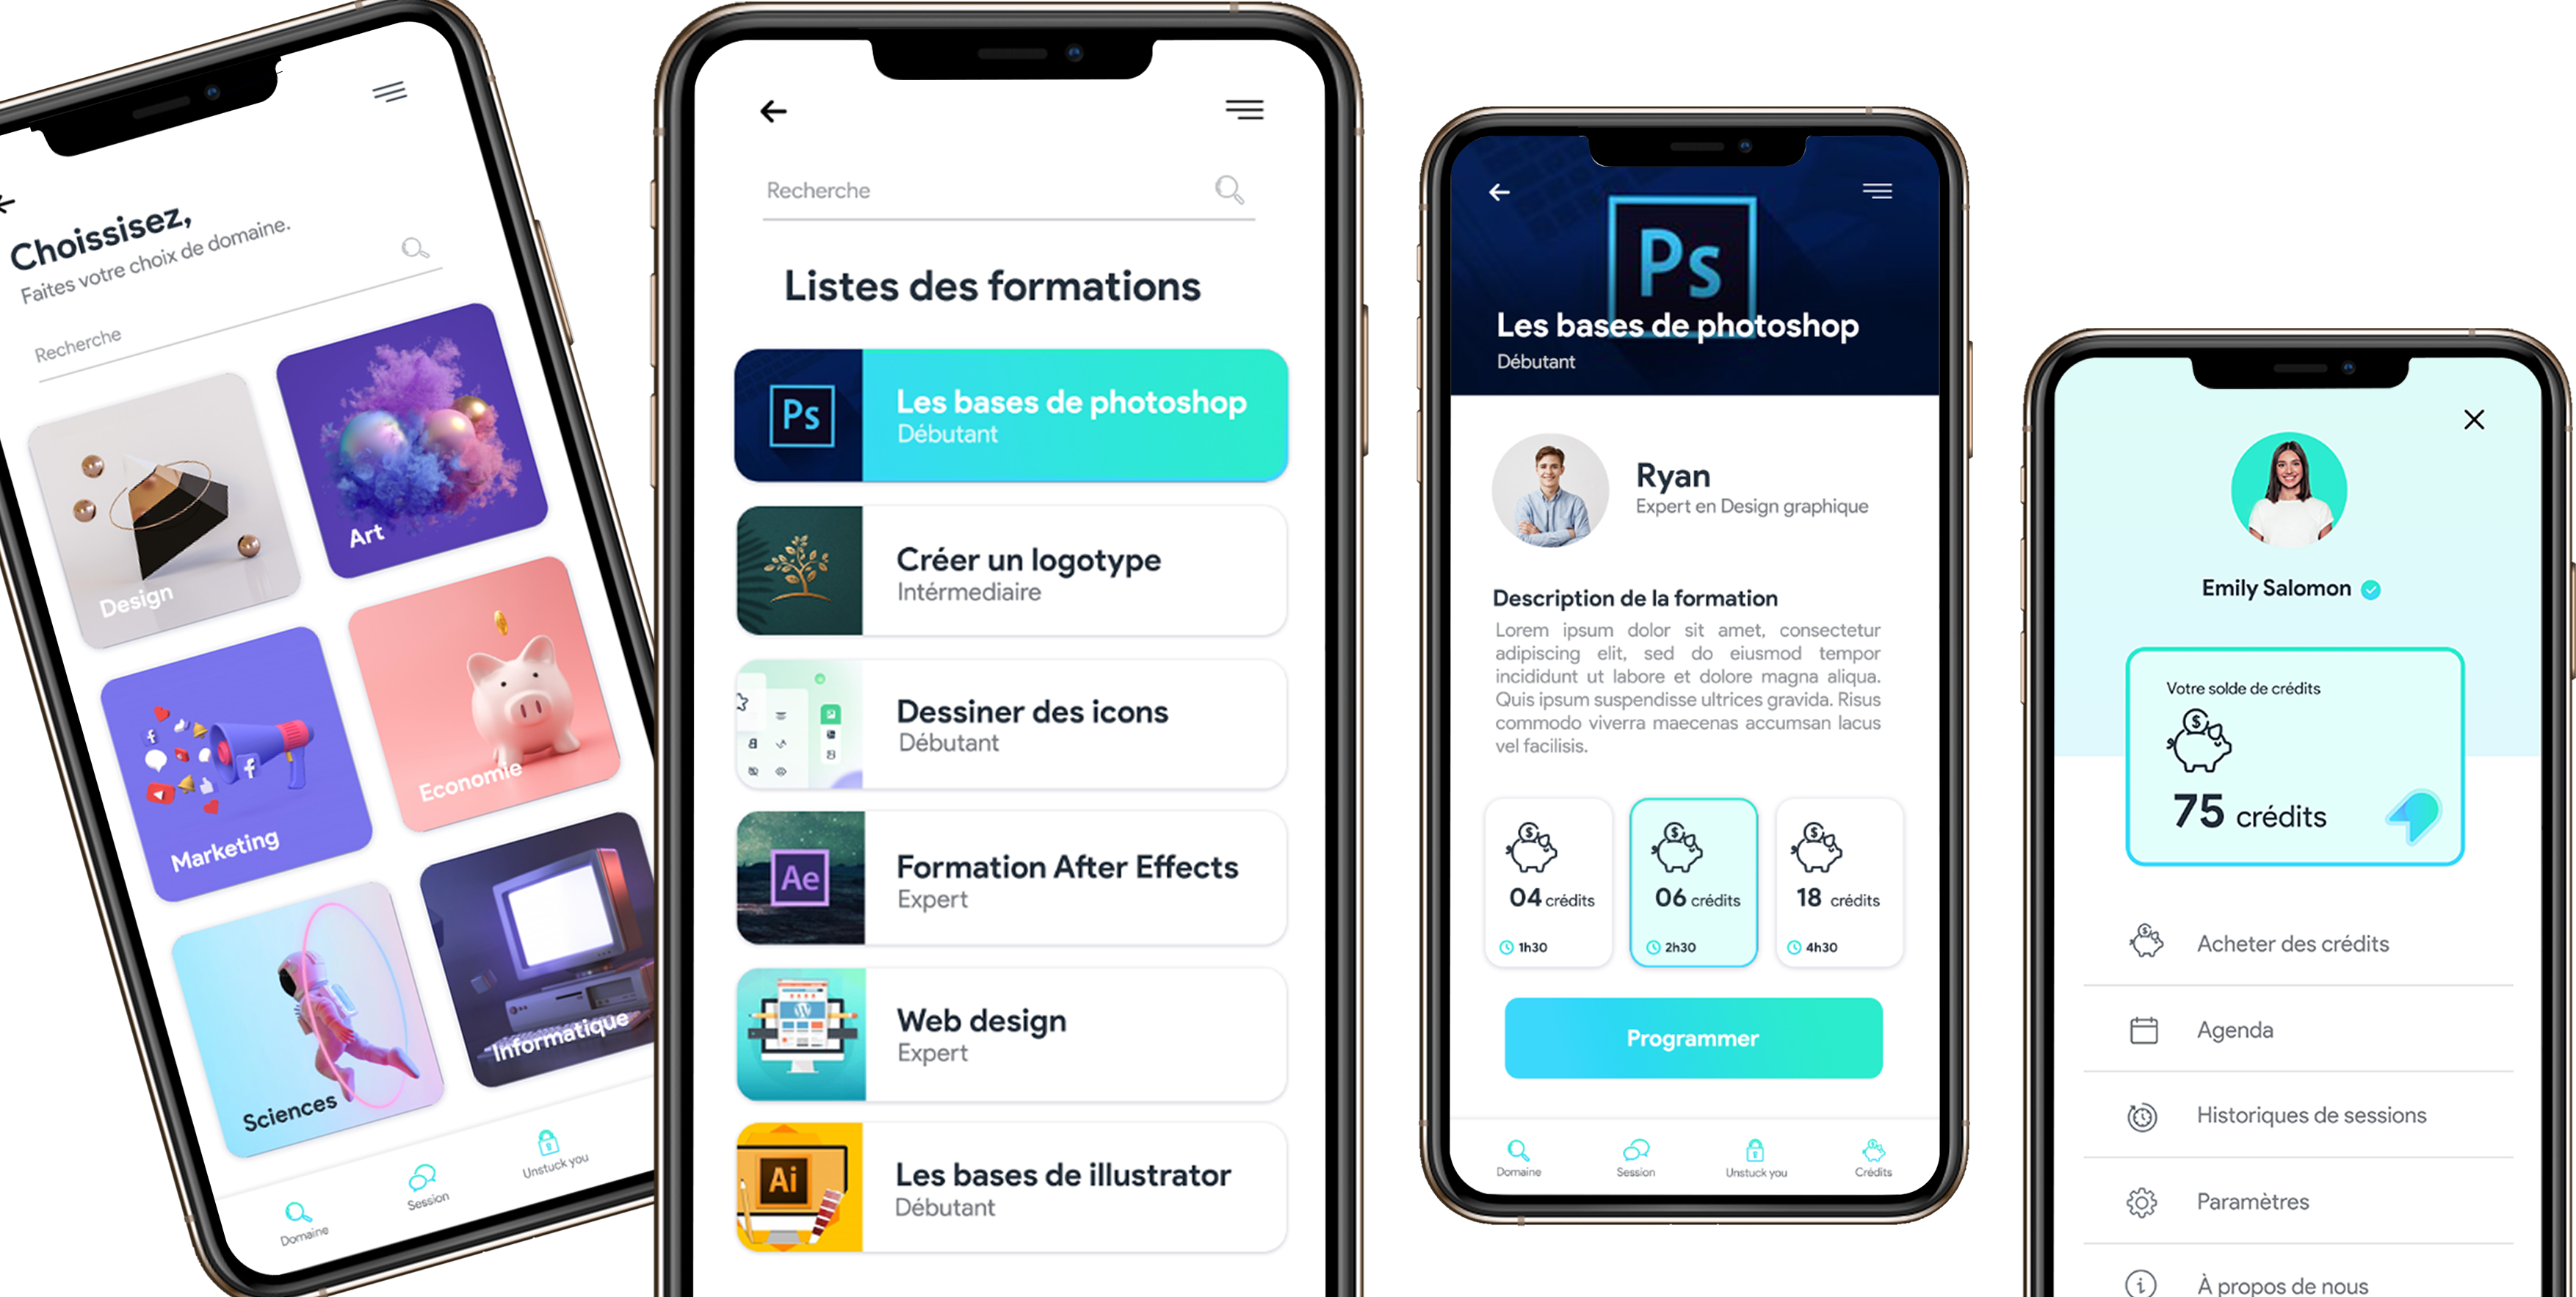 Choissisez,
Faites votre choix de domaine.
Recherche
Design
Art
Marketing
Economie
Sciences
Informatique
Domaine
Session
Unstuck you
Recherche
Listes des formations
Ps
Les bases de photoshop
Débutant
Créer un logotype
Intérmediaire
Dessiner des icons
Débutant
Ae
Formation After Effects
Expert
Web design
Expert
Ai
Les bases de illustrator
Débutant
Ps
Les bases de photoshop
Débutant
Ryan
Expert en Design graphique
Description de la formation
Lorem ipsum dolor sit amet, consectetur
adipiscing elit, sed do eiusmod tempor
incididunt ut labore et dolore magna aliqua.
Quis ipsum suspendisse ultrices gravida. Risus
commodo viverra maecenas accumsan lacus
vel facilisis.
04 crédits
1h30
06 crédits
2h30
18 crédits
4h30
Programmer
Domaine
Session
Unstuck you
Crédits
Emily Salomon
Votre solde de crédits
75 crédits
Acheter des crédits
Agenda
Historiques de sessions
Paramètres
À propos de nous